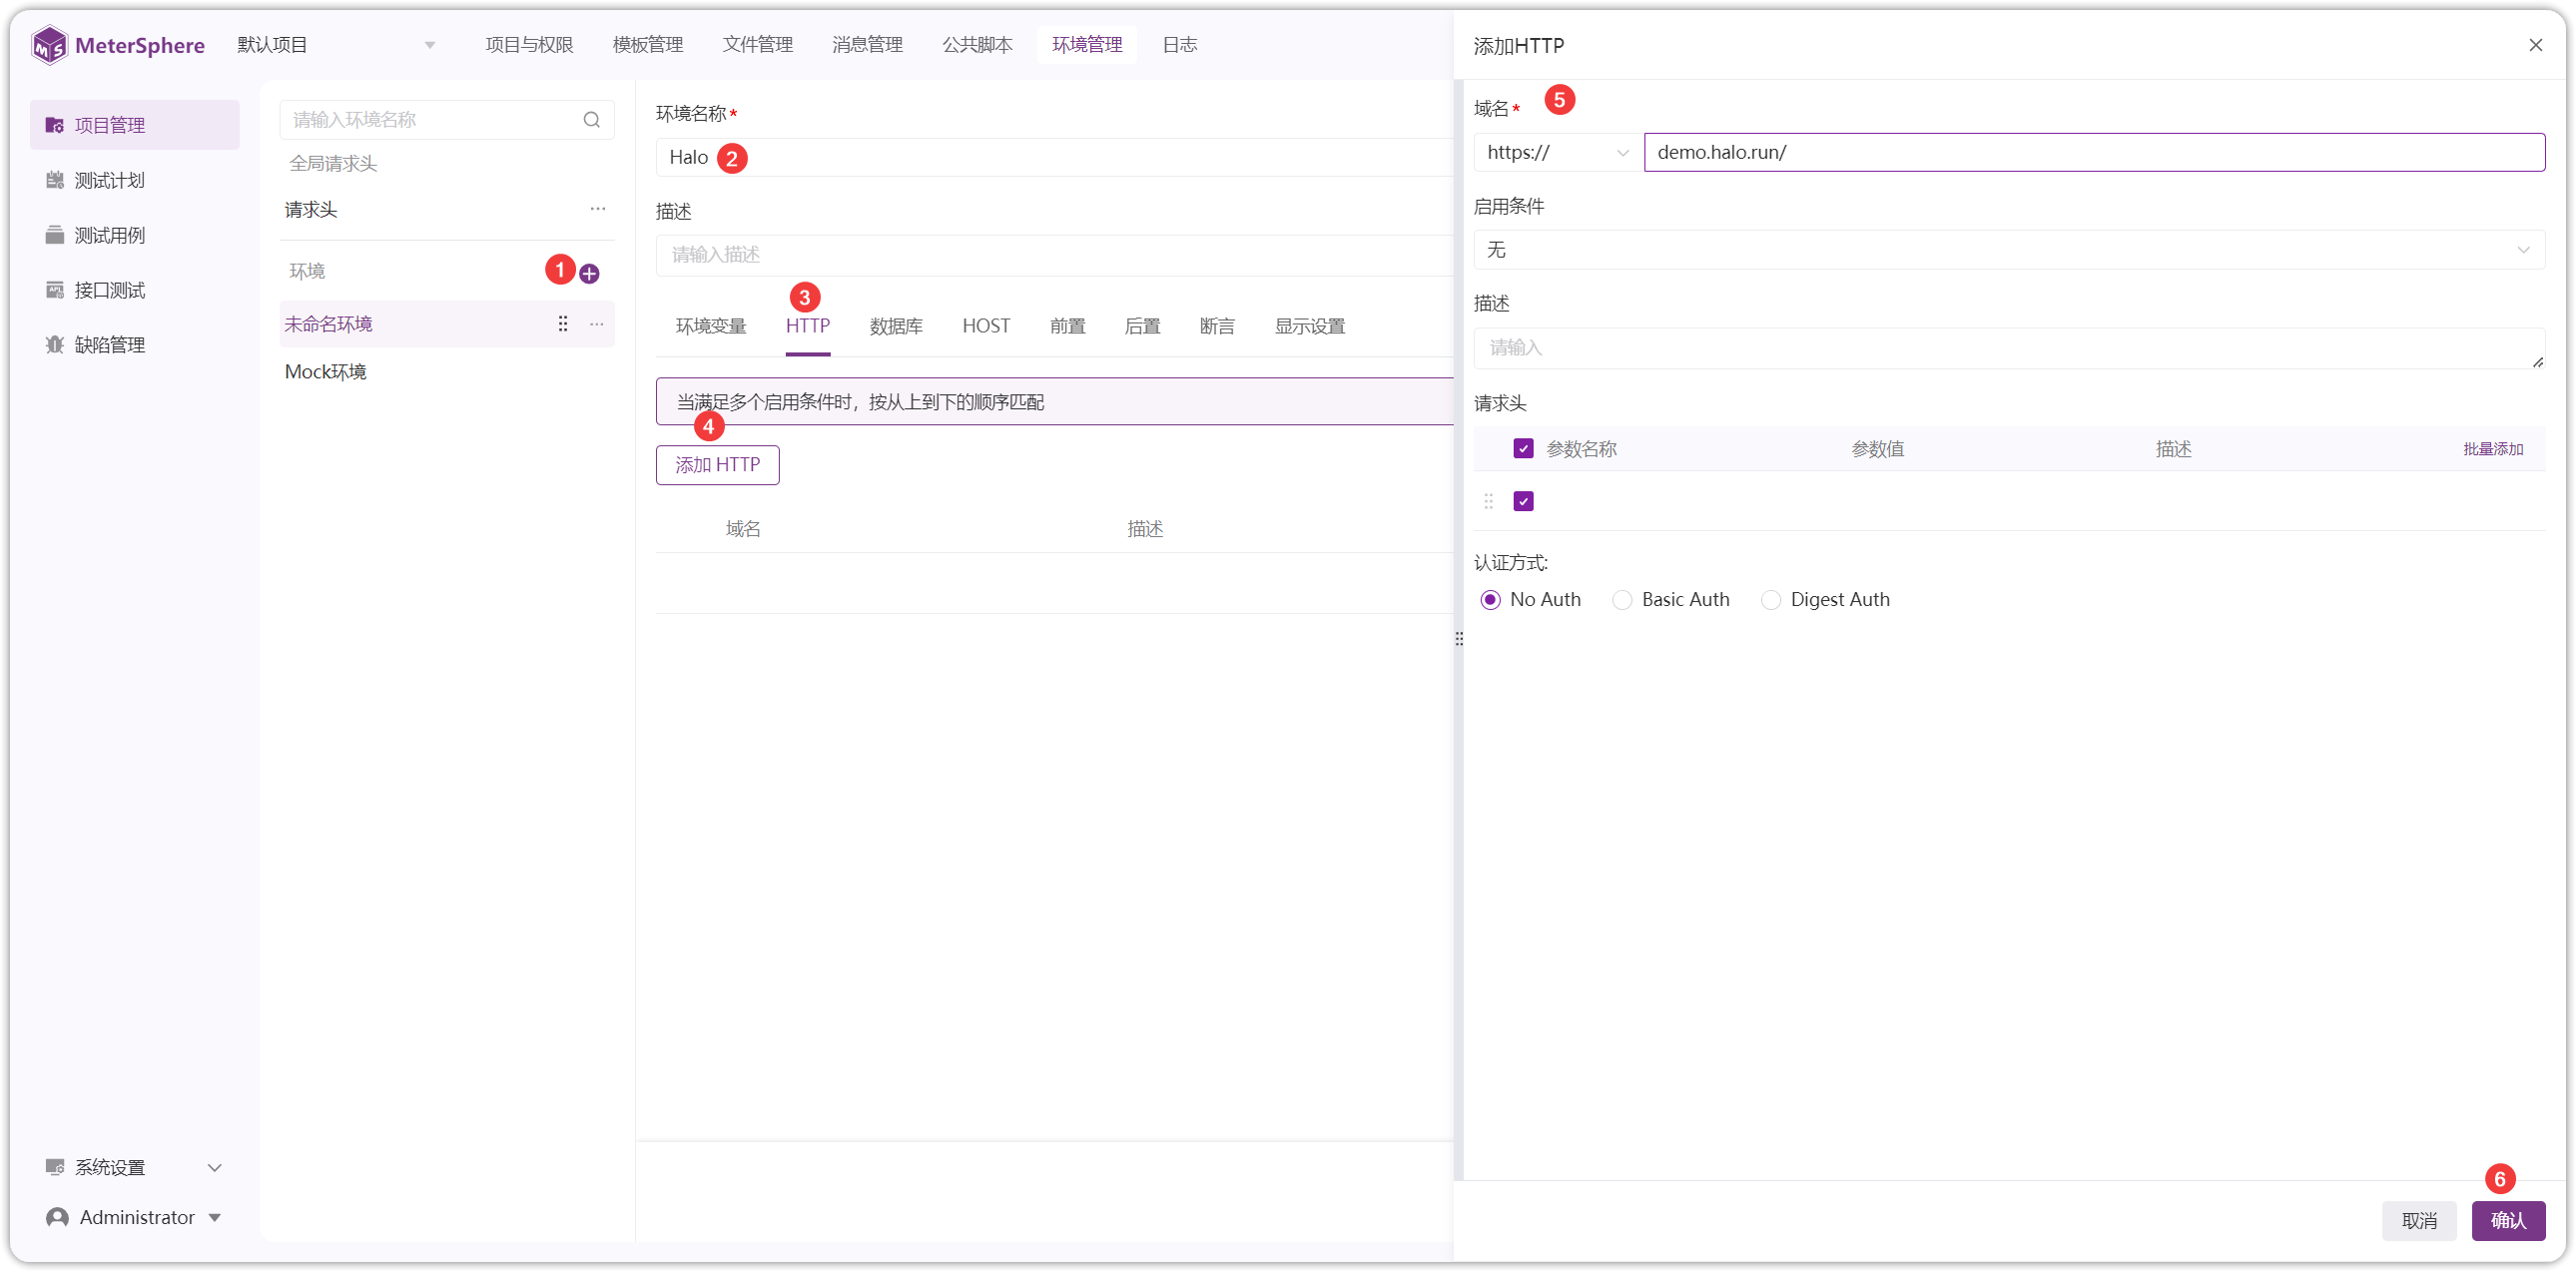 MeterSphere
默认项目
项目与权限
模板管理
文件管理
消息管理
公共脚本
环境管理
日志
项目管理
测试计划
测试用例
接口测试
缺陷管理
系统设置
Administrator
请输入环境名称
全局请求头
请求头
环境
1
未命名环境
Mock环境
环境名称*
Halo 2
描述
请输入描述
3
环境变量 HTTP 数据库 HOST 前置 后置 断言 显示设置
当满足多个启用条件时，按从上到下的顺序匹配
4
添加 HTTP
域名 描述
添加HTTP
域名* 5
https:// demo.halo.run/
启用条件
无
描述
请输入
请求头
参数名称 参数值 描述 批量添加
认证方式:
No Auth Basic Auth Digest Auth
6
取消 确认